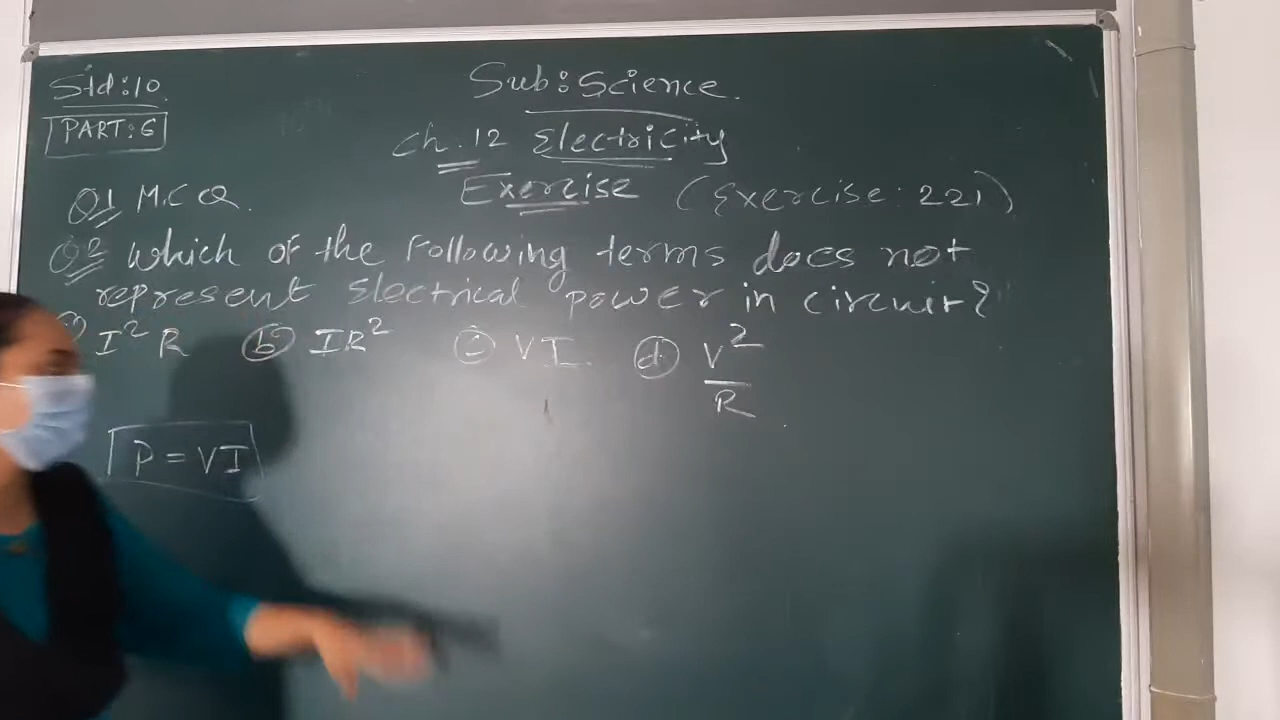 Std:10
PART:6
Sub:Science.
Ch.12 Electricity
Exercise (Exercise:221)
Q1 M.C Q.
Q2 which of the Following terms does not
represent Electrical power in circuit?
I²R ⓑ IR² ⓒ VI. ⓓ V²/R
P=VI